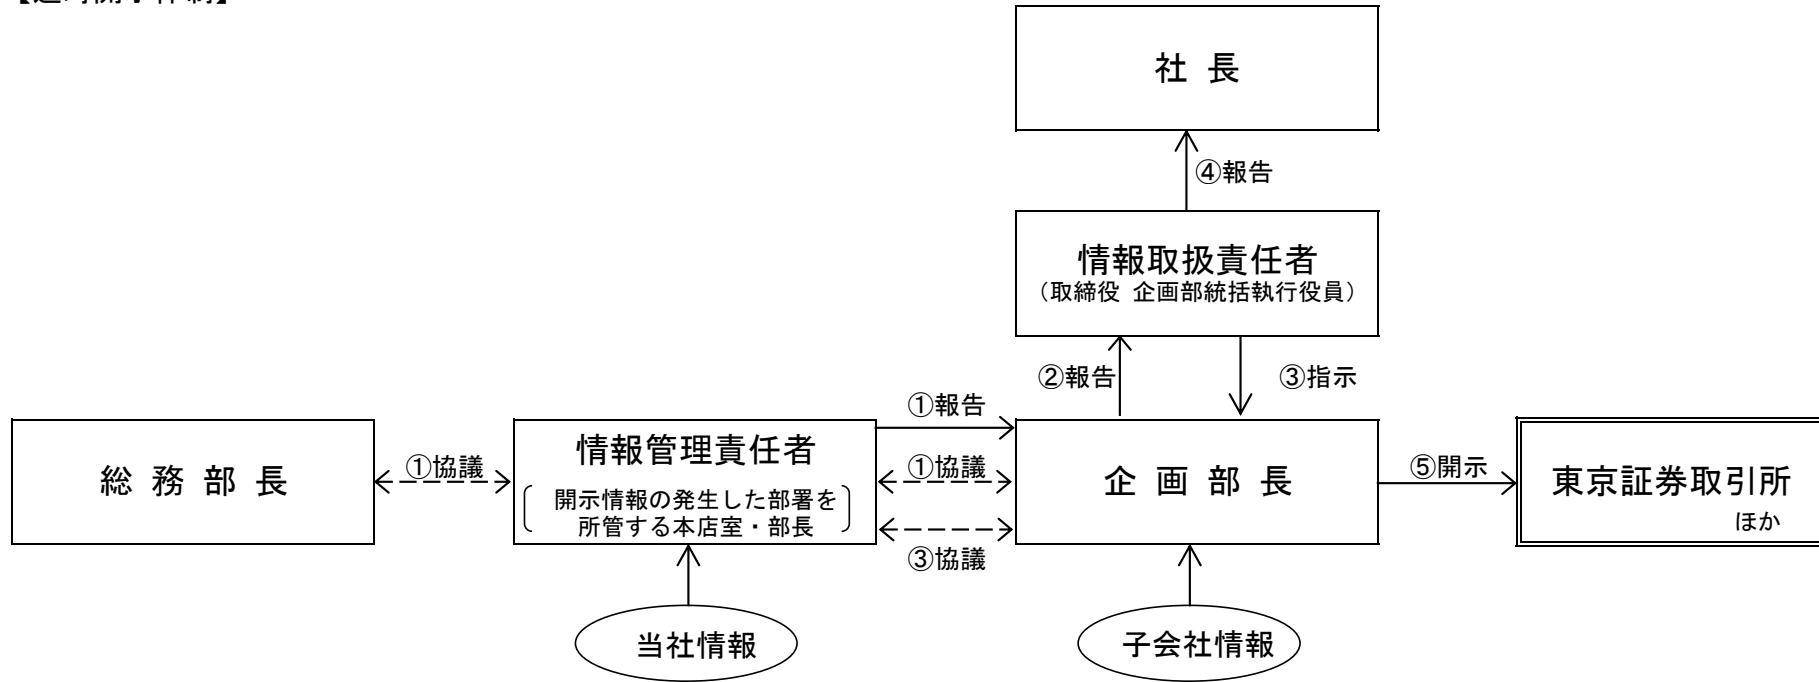 社 長
④報告
情報取扱責任者
（取締役 企画部統括執行役員）
②報告
③指示
①報告
総 務 部 長
①協議
情報管理責任者
開示情報の発生した部署を
所管する本店室・部長
①協議
③協議
企 画 部 長
⑤開示
東京証券取引所
ほか
当社情報
子会社情報